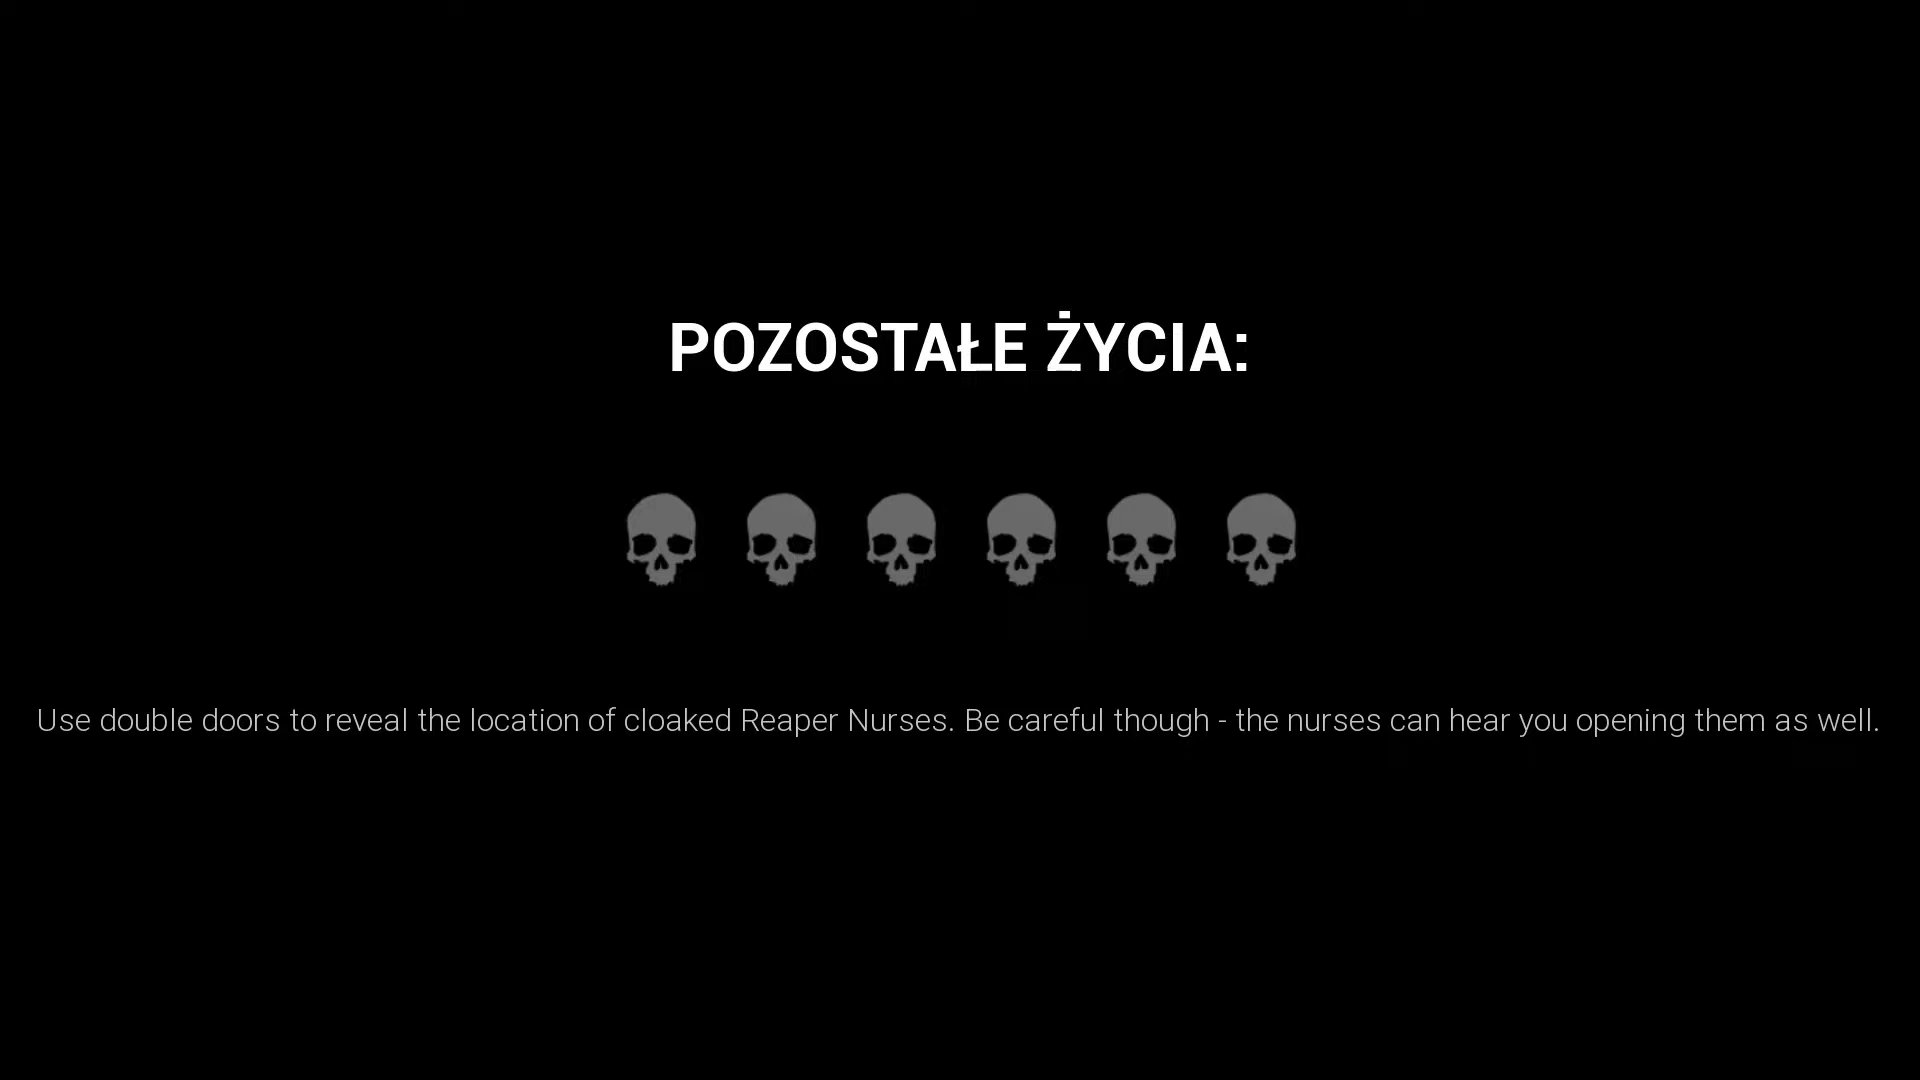 POZOSTAŁE ŻYCIA:
Use double doors to reveal the location of cloaked Reaper Nurses. Be careful though - the nurses can hear you opening them as well.